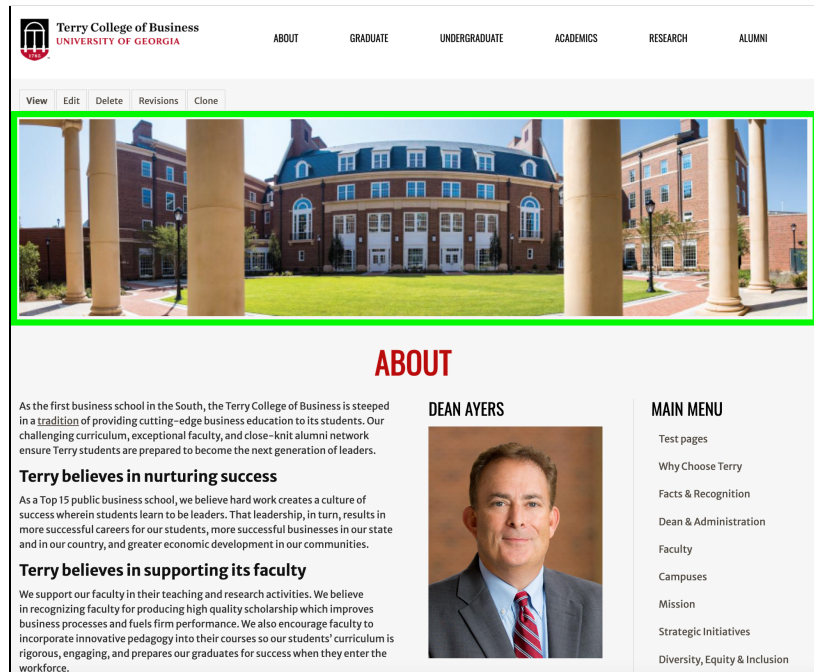 Terry College of Business
UNIVERSITY OF GEORGIA
1785
ABOUT
GRADUATE
UNDERGRADUATE
ACADEMICS
RESEARCH
ALUMNI
View
Edit
Delete
Revisions
Clone
ABOUT
As the first business school in the South, the Terry College of Business is steeped
in a tradition of providing cutting-edge business education to its students. Our
challenging curriculum, exceptional faculty, and close-knit alumni network
ensure Terry students are prepared to become the next generation of leaders.
Terry believes in nurturing success
As a Top 15 public business school, we believe hard work creates a culture of
success wherein students learn to be leaders. That leadership, in turn, results in
more successful careers for our students, more successful businesses in our state
and in our country, and greater economic development in our communities.
Terry believes in supporting its faculty
We support our faculty in their teaching and research activities. We believe
in recognizing faculty for producing high quality scholarship which improves
business processes and fuels firm performance. We also encourage faculty to
incorporate innovative pedagogy into their courses so our students' curriculum is
rigorous, engaging, and prepares our graduates for success when they enter the
workforce.
DEAN AYERS
MAIN MENU
Test pages
Why Choose Terry
Facts & Recognition
Dean & Administration
Faculty
Campuses
Mission
Strategic Initiatives
Diversity, Equity & Inclusion